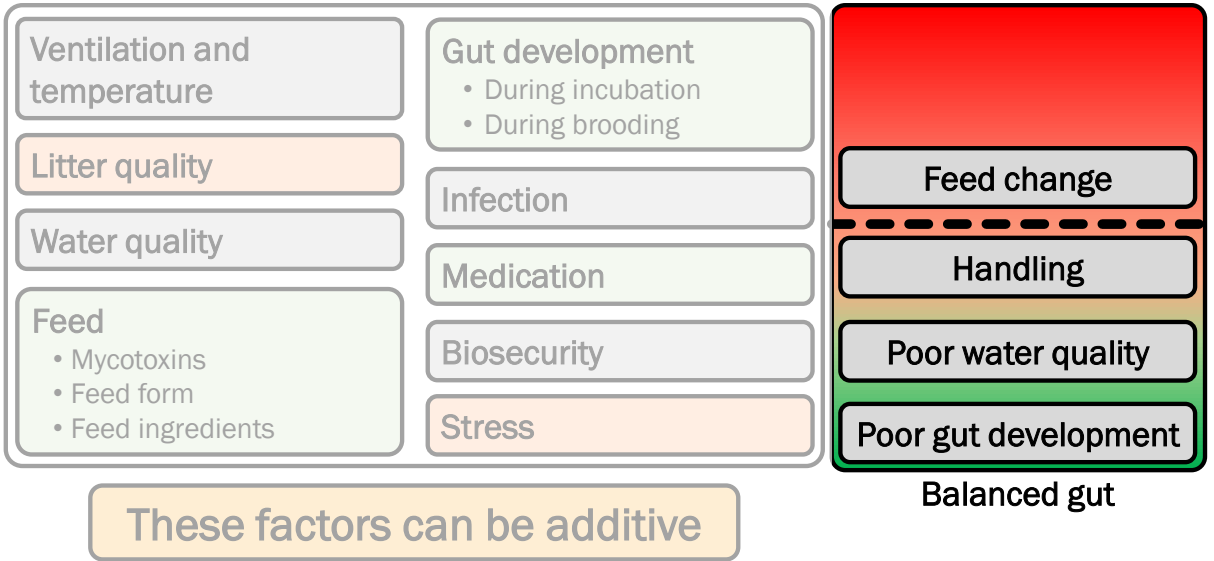 Ventilation and
temperature
Litter quality
Water quality
Feed
• Mycotoxins
• Feed form
• Feed ingredients
Gut development
• During incubation
• During brooding
Infection
Medication
Biosecurity
Stress
These factors can be additive
Feed change
Handling
Poor water quality
Poor gut development
Balanced gut